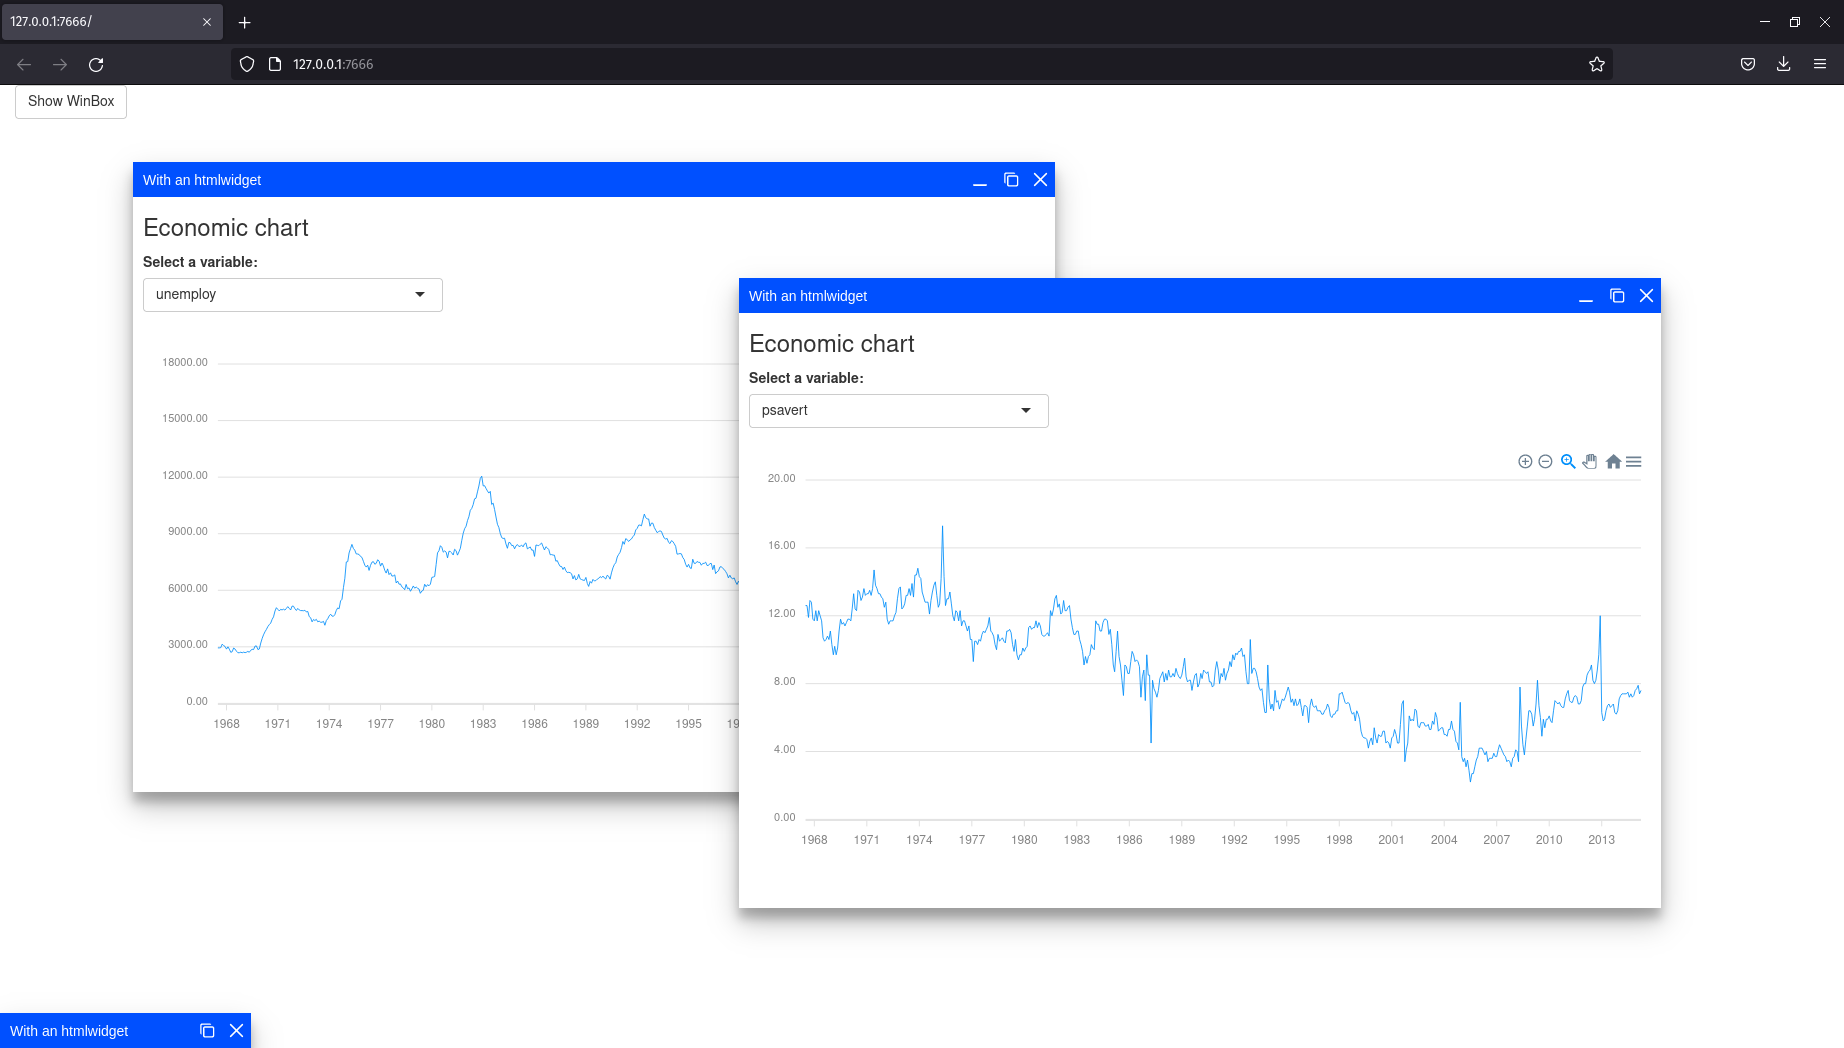 127.0.0.1:7666/
127.0.0.1:7666
Show WinBox
With an htmlwidget
Economic chart
Select a variable:
unemploy
18000.00
15000.00
12000.00
9000.00
6000.00
3000.00
0.00
1968 1971 1974 1977 1980 1983 1986 1989 1992 1995
With an htmlwidget
Economic chart
Select a variable:
psavert
20.00
16.00
12.00
8.00
4.00
0.00
1968 1971 1974 1977 1980 1983 1986 1989 1992 1995 1998 2001 2004 2007 2010 2013
With an htmlwidget